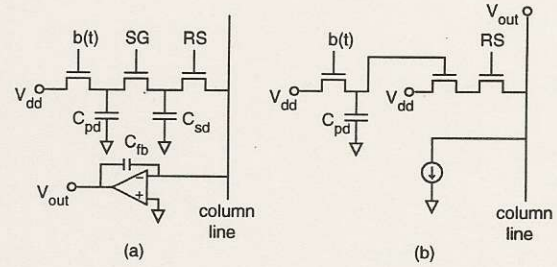 b(t) SG RS
V_dd
C_pd C_sd
C_fb
V_out
− +
column
line
(a)
V_out
b(t) RS
V_dd V_dd
C_pd
column
line
(b)